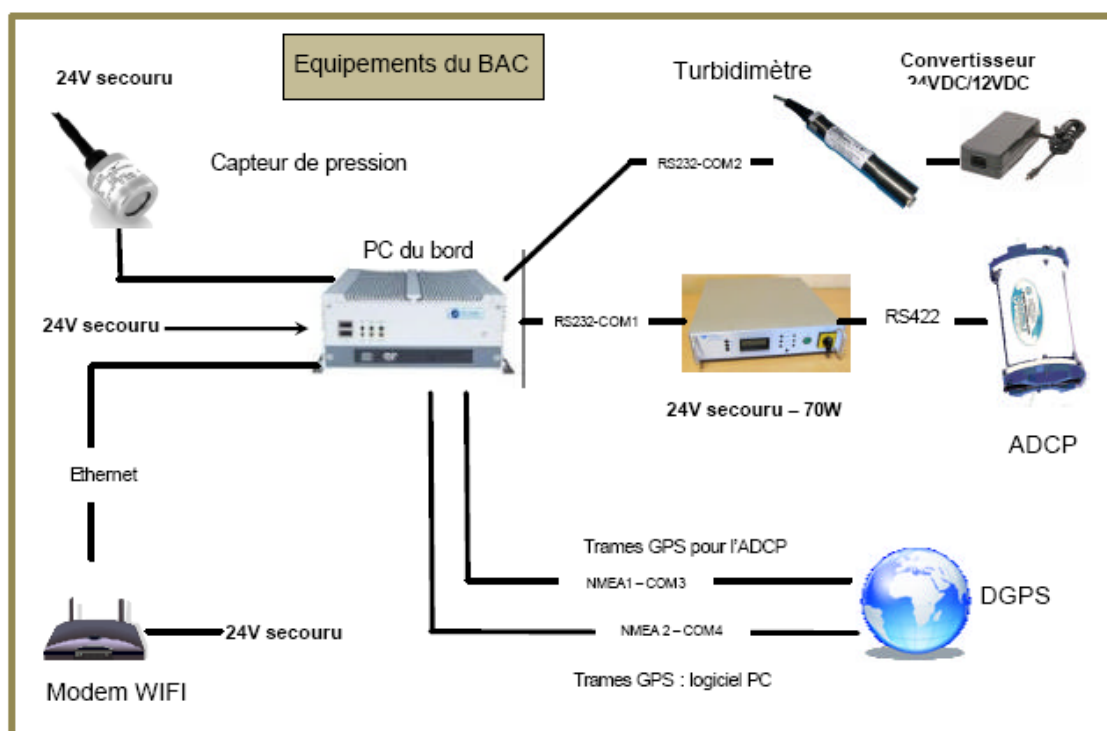 Equipements du BAC
24V secouru
Capteur de pression
Turbidimètre
Convertisseur
24VDC/12VDC
RS232-COM2
PC du bord
24V secouru
RS232-COM1
RS422
24V secouru – 70W
ADCP
Ethernet
Trames GPS pour l'ADCP
NMEA1 – COM3
DGPS
NMEA 2 – COM4
24V secouru
Modem WIFI
Trames GPS : logiciel PC